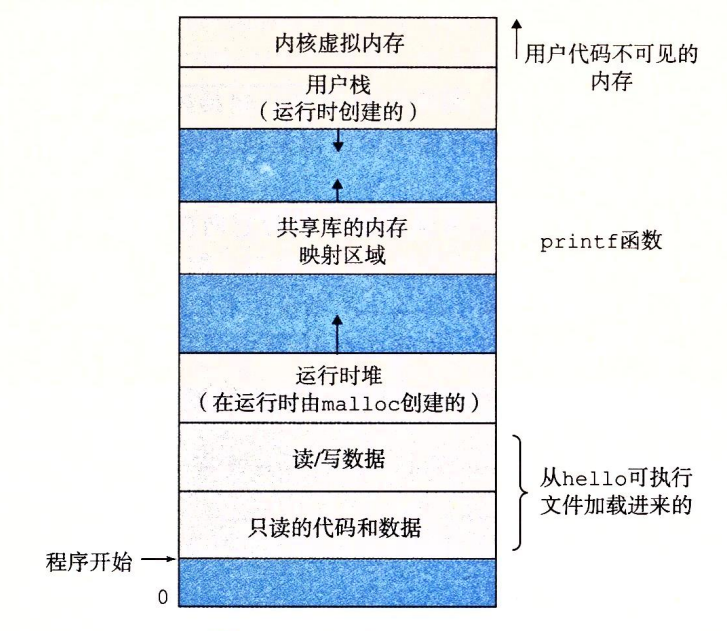 内核虚拟内存
用户代码不可见的
内存
用户栈
（运行时创建的）
共享库的内存
映射区域
printf函数
运行时堆
（在运行时由malloc创建的）
读/写数据
从hello可执行
文件加载进来的
只读的代码和数据
程序开始
0